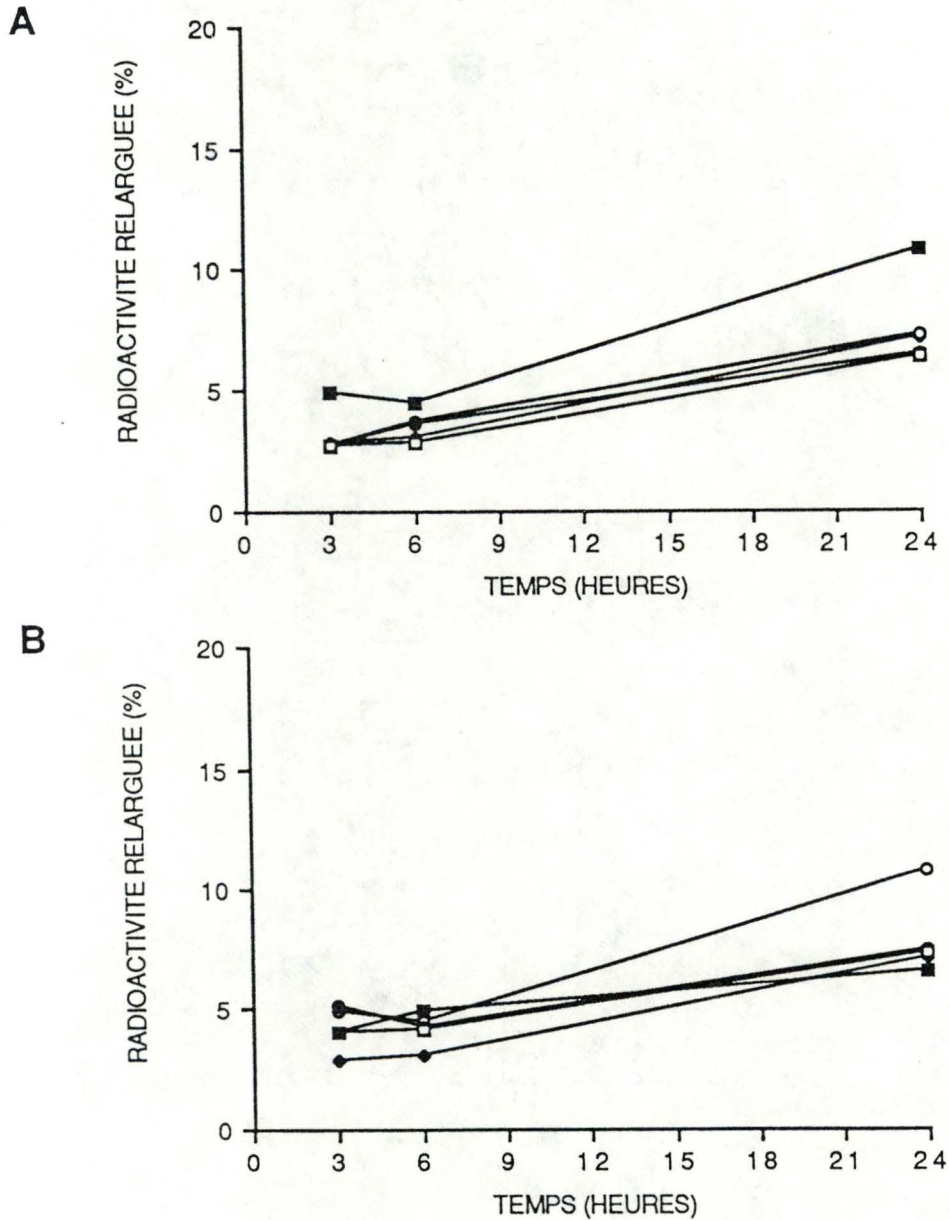 A
RADIOACTIVITE RELARGUEE (%)
20
15
10
5
0
0 3 6 9 12 15 18 21 24
TEMPS (HEURES)
B
RADIOACTIVITE RELARGUEE (%)
20
15
10
5
0
0 3 6 9 12 15 18 21 24
TEMPS (HEURES)